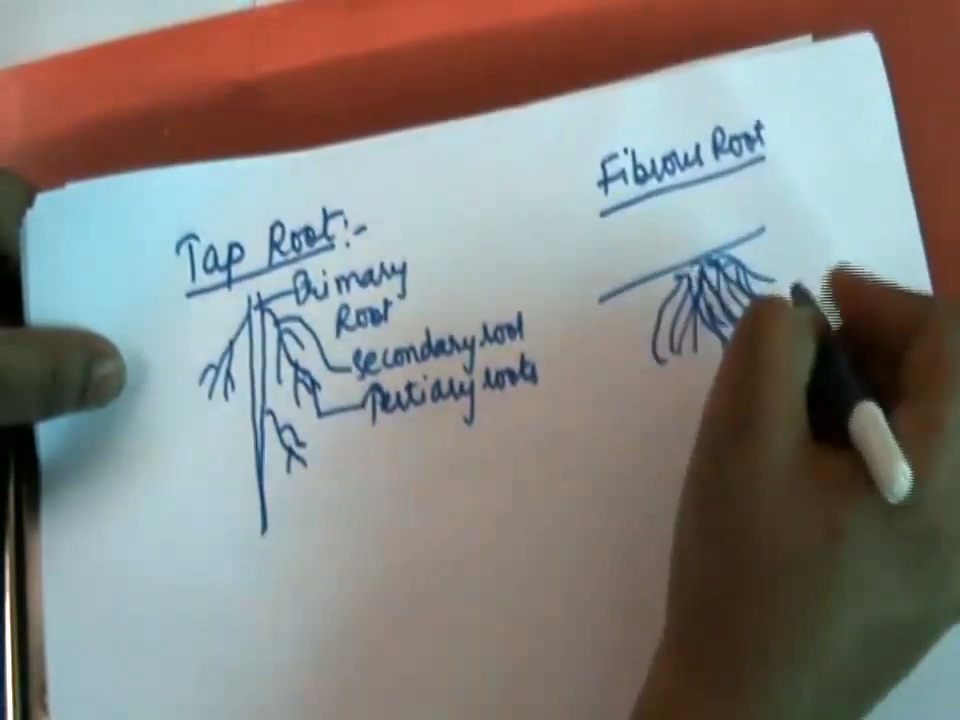 Tap Root:-
Primary
Root
Secondary root
Tertiary roots
Fibrous Root